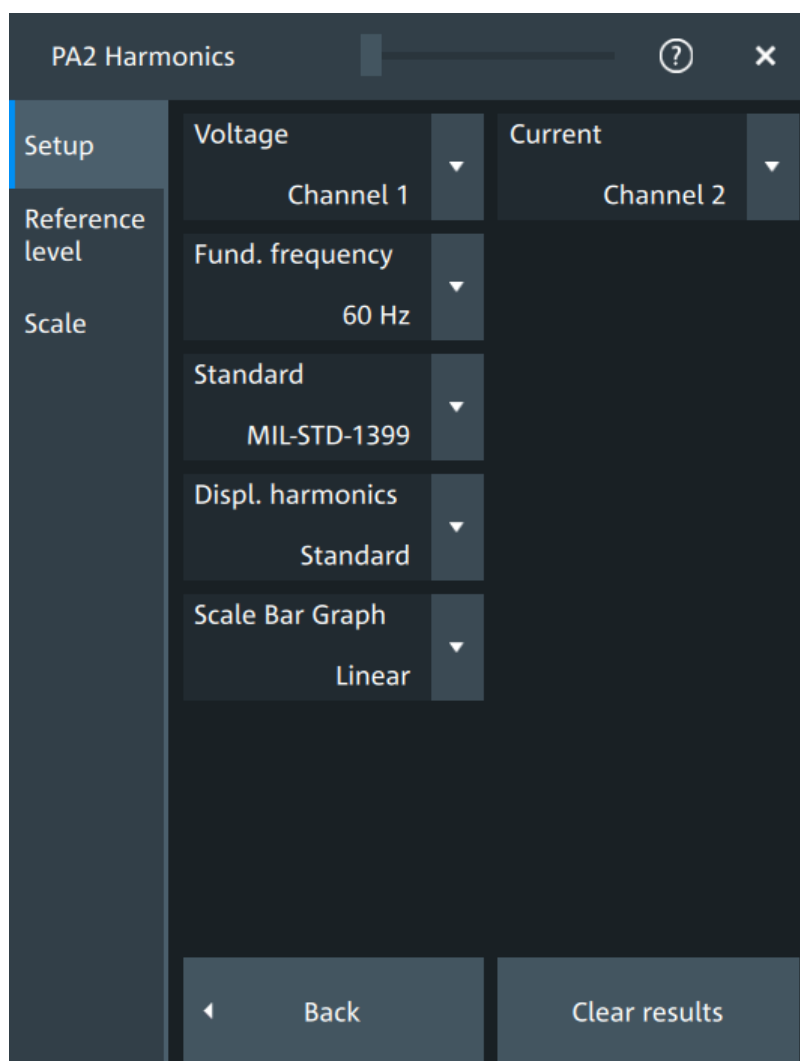 PA2 Harmonics
?
Setup
Reference
level
Scale
Voltage
Channel 1
Current
Channel 2
Fund. frequency
60 Hz
Standard
MIL-STD-1399
Displ. harmonics
Standard
Scale Bar Graph
Linear
Back
Clear results